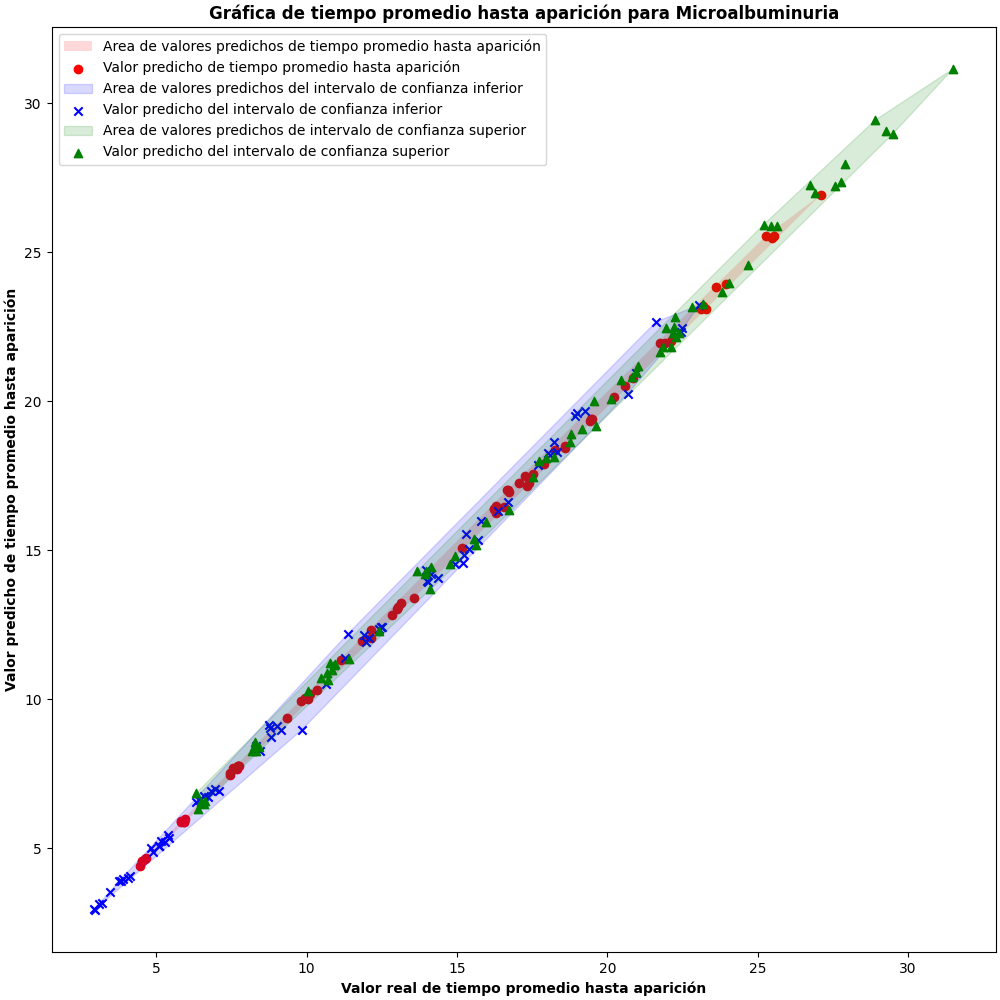 Gráfica de tiempo promedio hasta aparición para Microalbuminuria
Area de valores predichos de tiempo promedio hasta aparición
Valor predicho de tiempo promedio hasta aparición
Area de valores predichos del intervalo de confianza inferior
Valor predicho del intervalo de confianza inferior
Area de valores predichos de intervalo de confianza superior
Valor predicho del intervalo de confianza superior
Valor predicho de tiempo promedio hasta aparición
30
25
20
15
10
5
5 10 15 20 25 30
Valor real de tiempo promedio hasta aparición